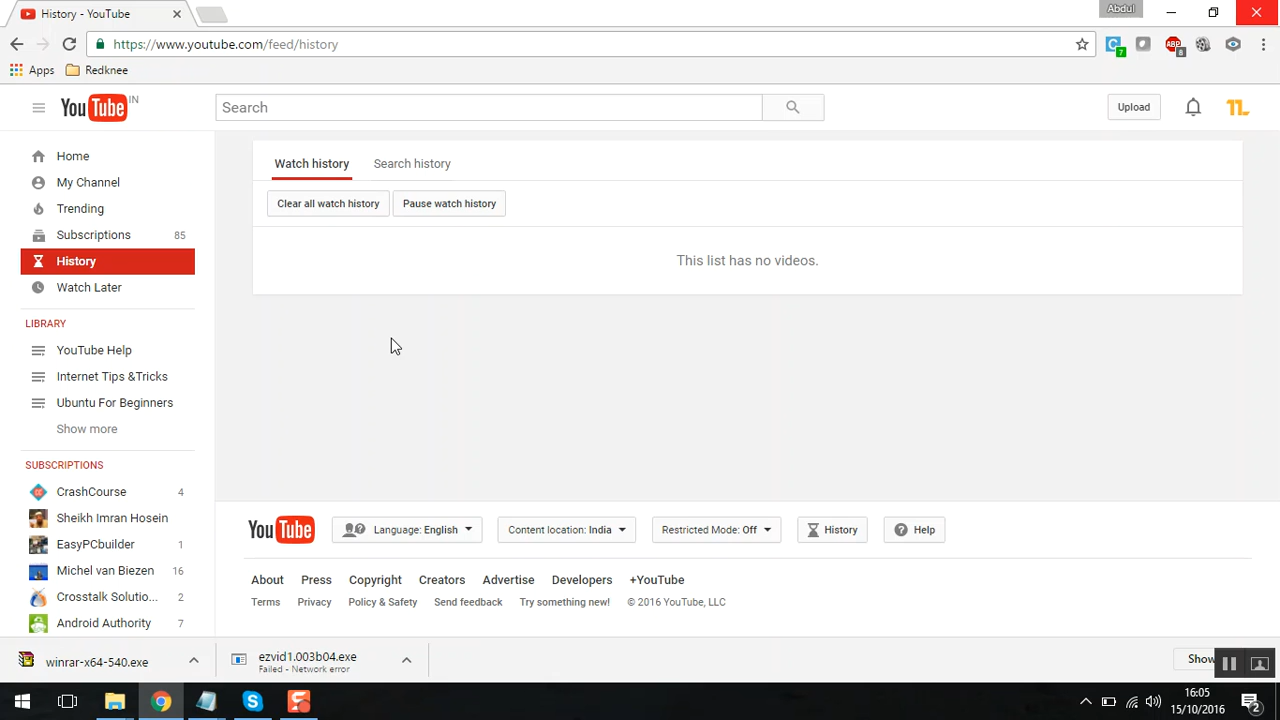 History - YouTube
Abdul
https://www.youtube.com/feed/history
7
8
Apps
Redknee
YouTube IN
Search
Upload
TL
Home
My Channel
Trending
Subscriptions 85
History
Watch Later
LIBRARY
YouTube Help
Internet Tips &Tricks
Ubuntu For Beginners
Show more
SUBSCRIPTIONS
CrashCourse 4
Sheikh Imran Hosein
EasyPCbuilder 1
Michel van Biezen 16
Crosstalk Solutio... 2
Android Authority 7
Watch history Search history
Clear all watch history Pause watch history
This list has no videos.
YouTube Language: English Content location: India Restricted Mode: Off History Help
About Press Copyright Creators Advertise Developers +YouTube
Terms Privacy Policy & Safety Send feedback Try something new! © 2016 YouTube, LLC
winrar-x64-540.exe
ezvid1.003b04.exe
Failed - Network error
Show
16:05
15/10/2016
2